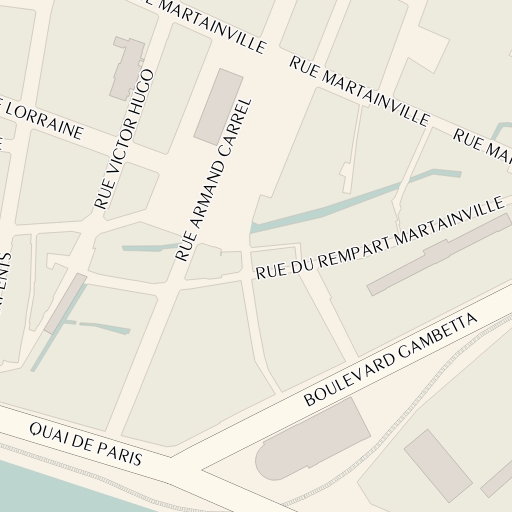 E MARTAINVILLE
RUE MARTAINVILLE
RUE MAR
E LORRAINE
RUE VICTOR HUGO
RUE ARMAND CARREL
RUE DU REMPART MARTAINVILLE
BOULEVARD GAMBETTA
QUAI DE PARIS